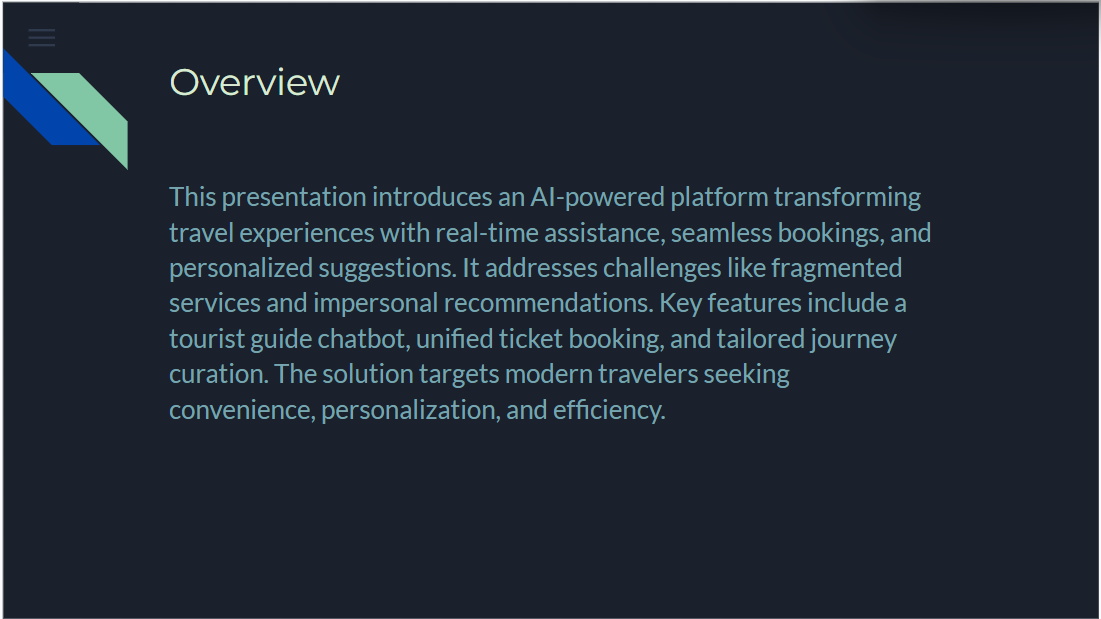 Overview
This presentation introduces an AI-powered platform transforming
travel experiences with real-time assistance, seamless bookings, and
personalized suggestions. It addresses challenges like fragmented
services and impersonal recommendations. Key features include a
tourist guide chatbot, unified ticket booking, and tailored journey
curation. The solution targets modern travelers seeking
convenience, personalization, and efficiency.